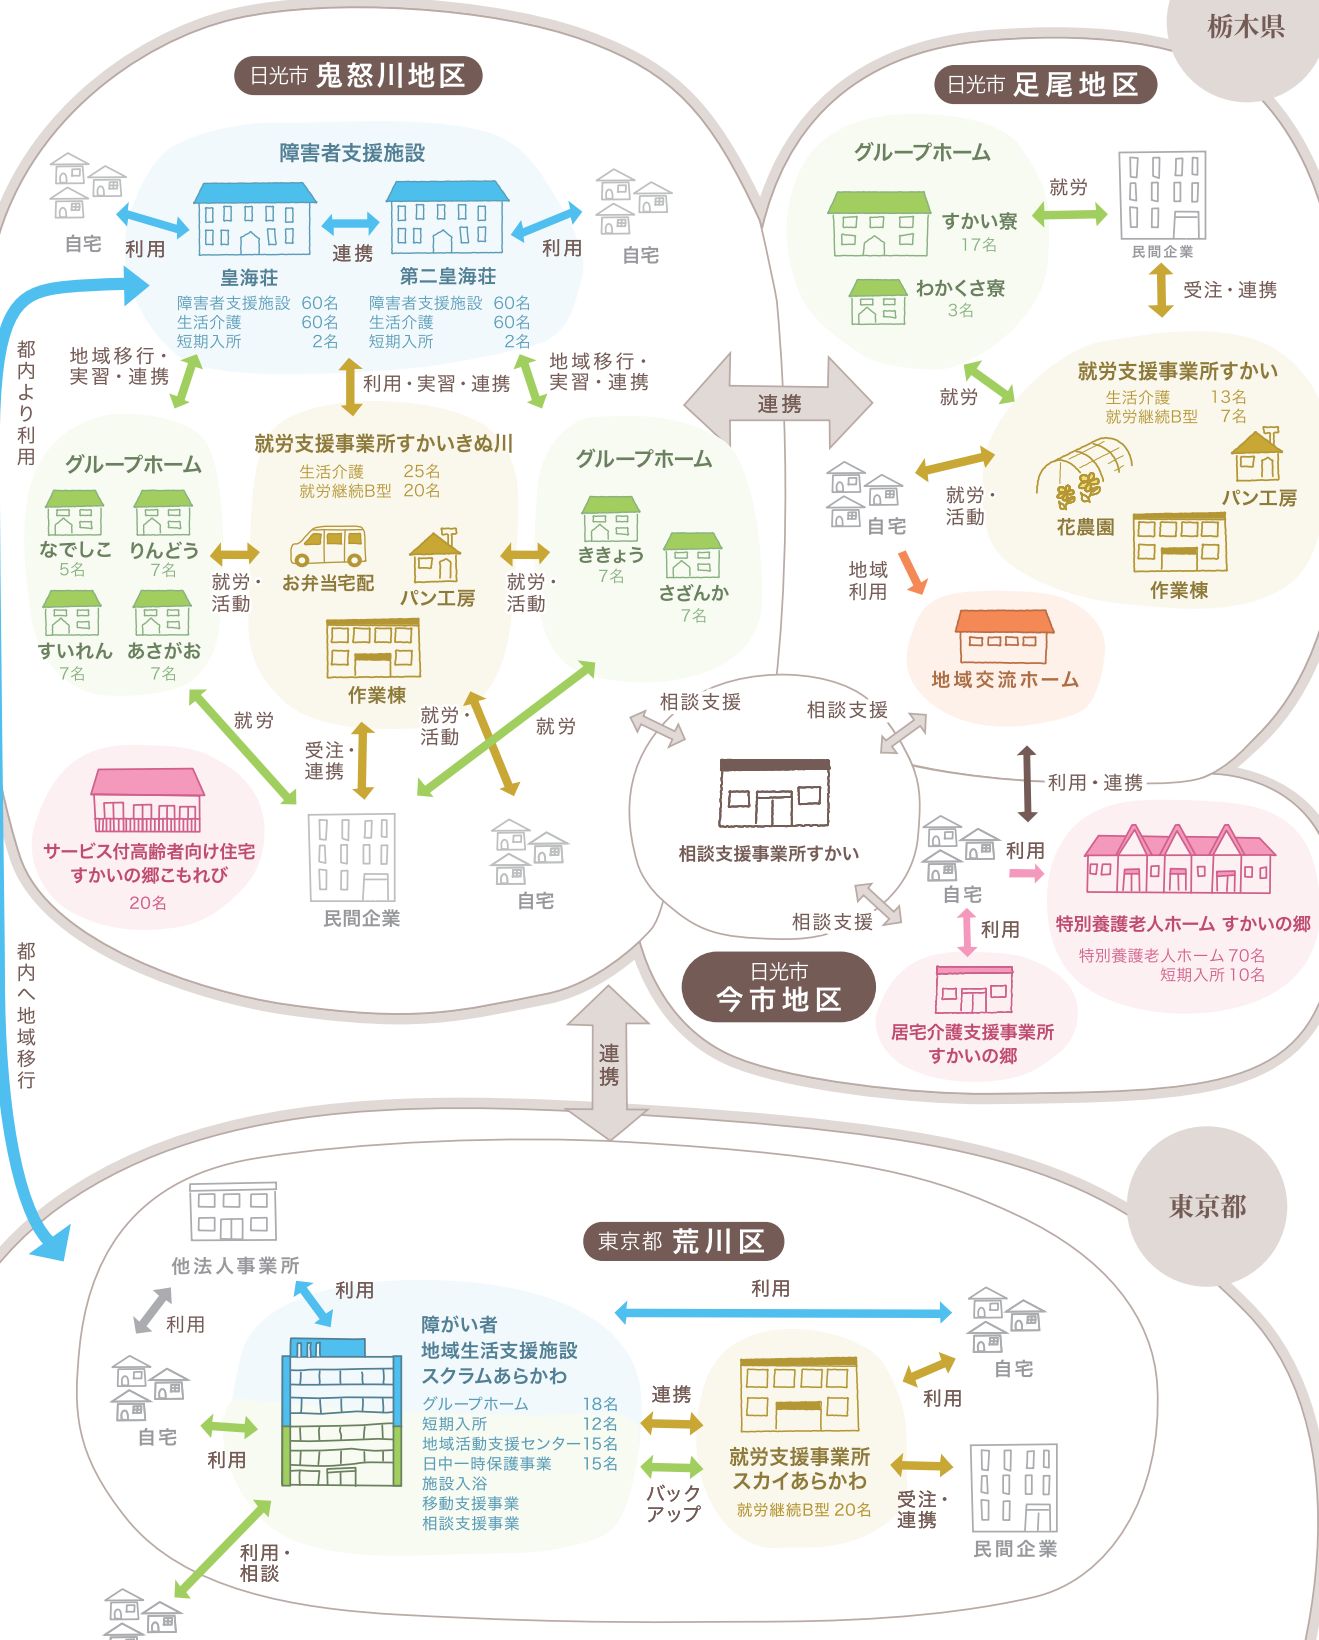 栃木県
日光市 鬼怒川地区
障害者支援施設
自宅
利用
連携
利用
自宅
皇海荘
障害者支援施設 60名
生活介護 60名
短期入所 2名
第二皇海荘
障害者支援施設 60名
生活介護 60名
短期入所 2名
都内より利用
地域移行・
実習・連携
利用・実習・連携
地域移行・
実習・連携
グループホーム
なでしこ
5名
りんどう
7名
すいれん
7名
あさがお
7名
就労・
活動
就労支援事業所すかいきぬ川
生活介護 25名
就労継続B型 20名
お弁当宅配
パン工房
作業棟
就労・
活動
グループホーム
ききょう
7名
さざんか
7名
就労
受注・
連携
就労・
活動
就労
サービス付高齢者向け住宅
すかいの郷こもれび
20名
民間企業
自宅
都内へ地域移行
連携
日光市 足尾地区
グループホーム
すかい寮
17名
わかくさ寮
3名
就労
民間企業
受注・連携
就労
就労支援事業所すかい
生活介護 13名
就労継続B型 7名
花農園
パン工房
作業棟
自宅
就労・
活動
地域
利用
地域交流ホーム
相談支援
相談支援
相談支援事業所すかい
相談支援
利用・連携
日光市
今市地区
自宅
利用
利用
特別養護老人ホーム すかいの郷
特別養護老人ホーム 70名
短期入所 10名
居宅介護支援事業所
すかいの郷
連携
東京都
東京都 荒川区
他法人事業所
利用
利用
自宅
利用
利用・
相談
障がい者
地域生活支援施設
スクラムあらかわ
グループホーム 18名
短期入所 12名
地域活動支援センター 15名
日中一時保護事業 15名
施設入浴
移動支援事業
相談支援事業
利用
連携
バック
アップ
就労支援事業所
スカイあらかわ
就労継続B型 20名
自宅
利用
受注・
連携
民間企業